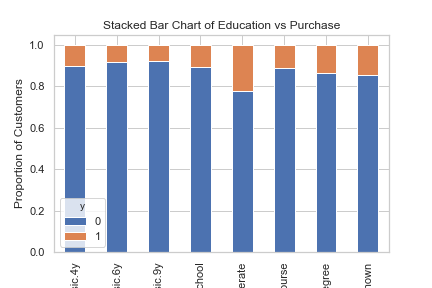 Stacked Bar Chart of Education vs Purchase
Proportion of Customers
1.0
0.8
0.6
0.4
0.2
0.0
y
0
1
sic.4y
sic.6y
sic.9y
chool
erate
ourse
egree
nown